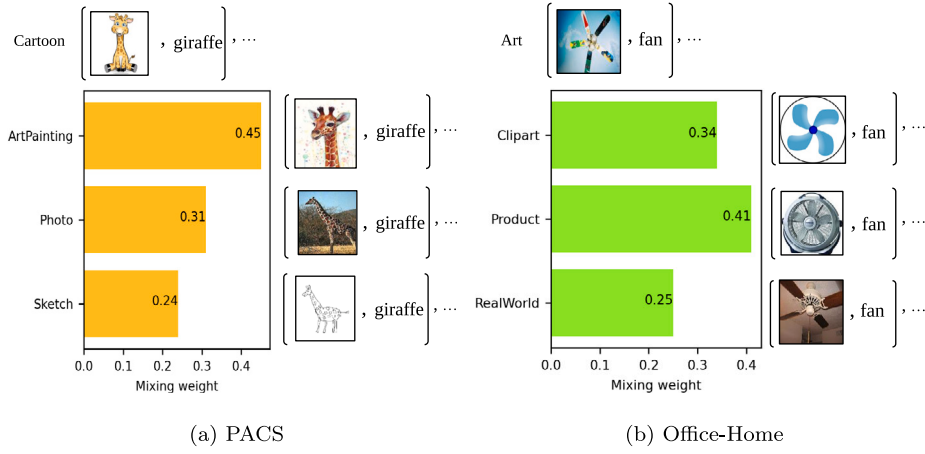 Cartoon , giraffe , ...
ArtPainting 0.45 , giraffe , ...
Photo 0.31 , giraffe , ...
Sketch 0.24 , giraffe , ...
0.0 0.1 0.2 0.3 0.4
Mixing weight
(a) PACS
Art , fan , ...
Clipart 0.34 , fan , ...
Product 0.41 , fan , ...
RealWorld 0.25 , fan , ...
0.0 0.1 0.2 0.3 0.4
Mixing weight
(b) Office-Home